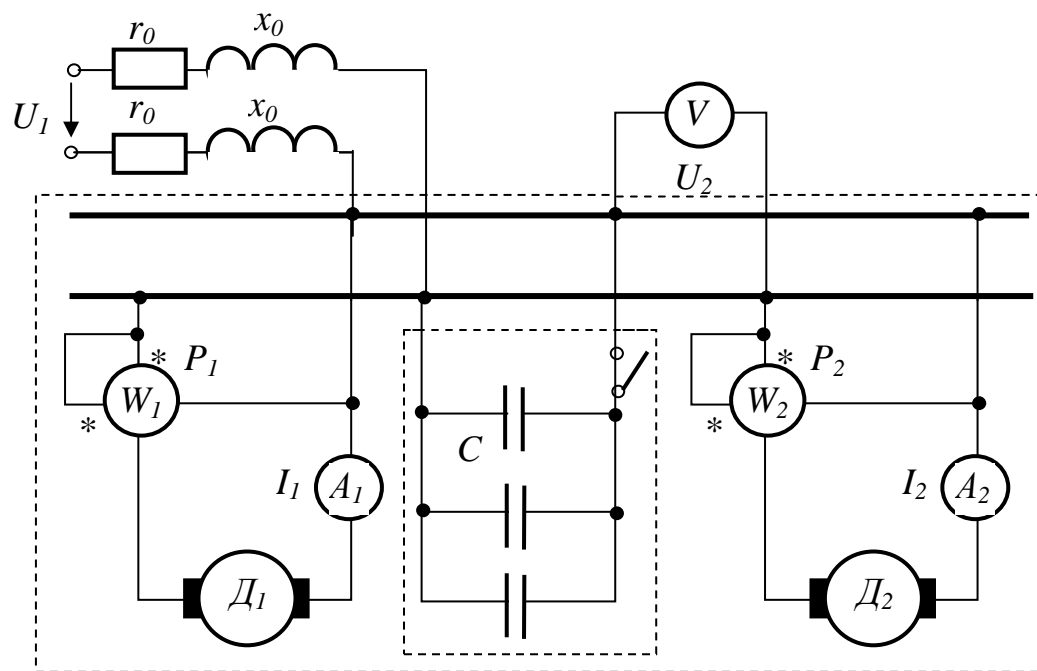 r₀ x₀
U₁
r₀ x₀
V
U₂
* P₁
W₁
*
C
I₁ A₁
Д₁
* P₂
W₂
*
I₂ A₂
Д₂